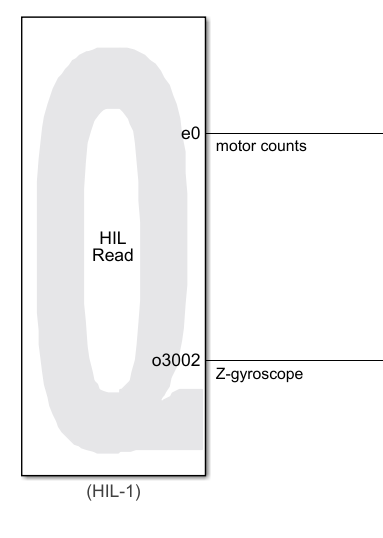 e0
motor counts
HIL
Read
o3002
Z-gyroscope
(HIL-1)